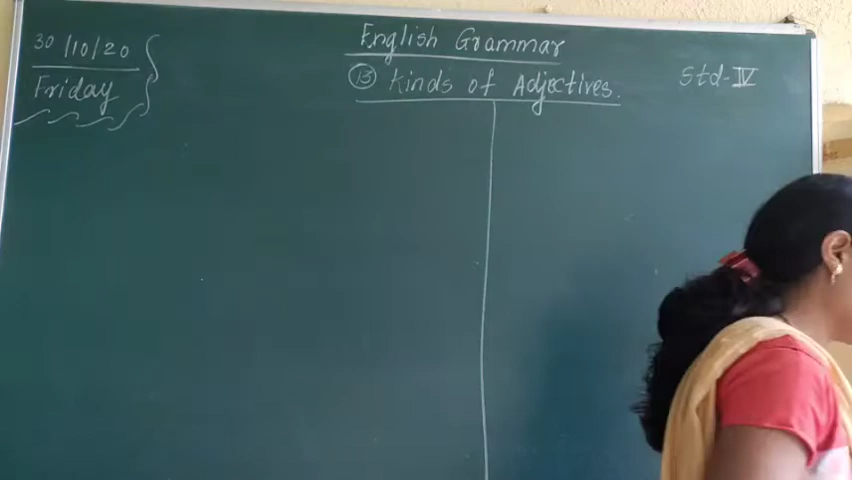 30/10/20
Friday
English Grammar
13 Kinds of Adjectives.
Std-IV